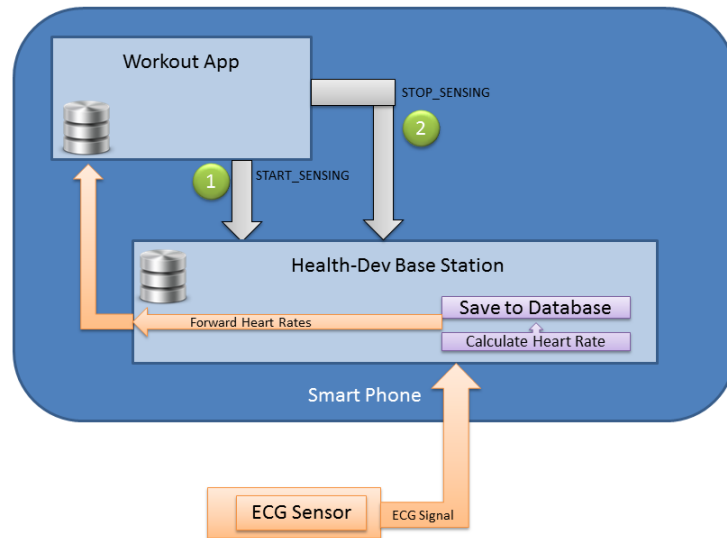 Workout App
STOP_SENSING
2
1
START_SENSING
Health-Dev Base Station
Save to Database
Forward Heart Rates
Calculate Heart Rate
Smart Phone
ECG Sensor
ECG Signal